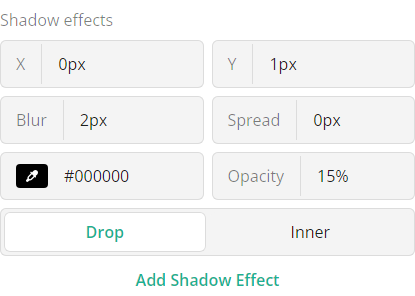 Shadow effects
X 0px Y 1px
Blur 2px Spread 0px
#000000 Opacity 15%
Drop Inner
Add Shadow Effect